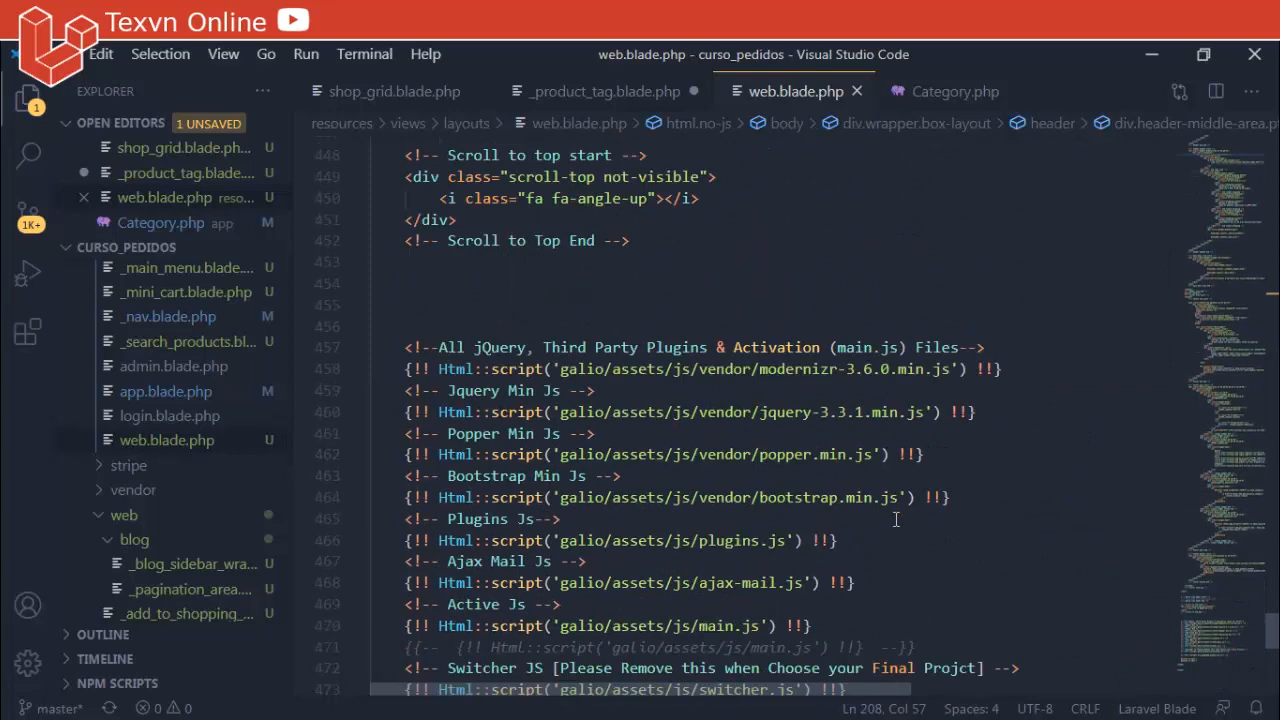 Texvn Online
Edit Selection View Go Run Terminal Help web.blade.php - curso_pedidos - Visual Studio Code
EXPLORER ...
shop_grid.blade.php _product_tag.blade.php web.blade.php Category.php
OPEN EDITORS 1 UNSAVED
resources > views > layouts > web.blade.php > html.no-js > body > div.wrapper.box-layout > header > div.header-middle-area.p
shop_grid.blade.ph... U
_product_tag.blade.... U
web.blade.php reso... U
Category.php app M
CURSO_PEDIDOS
_main_menu.blade.... U
_mini_cart.blade.php U
_nav.blade.php M
_search_products.bl... U
admin.blade.php
app.blade.php M
login.blade.php
web.blade.php U
stripe
vendor
web
blog
_blog_sidebar_wra... U
_pagination_area.... U
_add_to_shopping_... U
OUTLINE
TIMELINE
NPM SCRIPTS
1
1K+
<!-- Scroll to top start -->
449 <div class="scroll-top not-visible">
450 <i class="fa fa-angle-up"></i>
451 </div>
452 <!-- Scroll to Top End -->
453
454
455
456
457 <!--All jQuery, Third Party Plugins & Activation (main.js) Files-->
458 {!! Html::script('galio/assets/js/vendor/modernizr-3.6.0.min.js') !!}
459 <!-- Jquery Min Js -->
460 {!! Html::script('galio/assets/js/vendor/jquery-3.3.1.min.js') !!}
461 <!-- Popper Min Js -->
462 {!! Html::script('galio/assets/js/vendor/popper.min.js') !!}
463 <!-- Bootstrap Min Js -->
464 {!! Html::script('galio/assets/js/vendor/bootstrap.min.js') !!}
465 <!-- Plugins Js-->
466 {!! Html::script('galio/assets/js/plugins.js') !!}
467 <!-- Ajax Mail Js -->
468 {!! Html::script('galio/assets/js/ajax-mail.js') !!}
469 <!-- Active Js -->
{!! Html::script('galio/assets/js/main.js') !!}
{{-- {!! Html::script('galio/assets/js/main.js') !!} --}}
472 <!-- Switcher JS [Please Remove this when Choose your Final Projct] -->
473 {!! Html::script('galio/assets/js/switcher.js') !!}
master* 0 0 Ln 208, Col 57 Spaces: 4 UTF-8 CRLF Laravel Blade